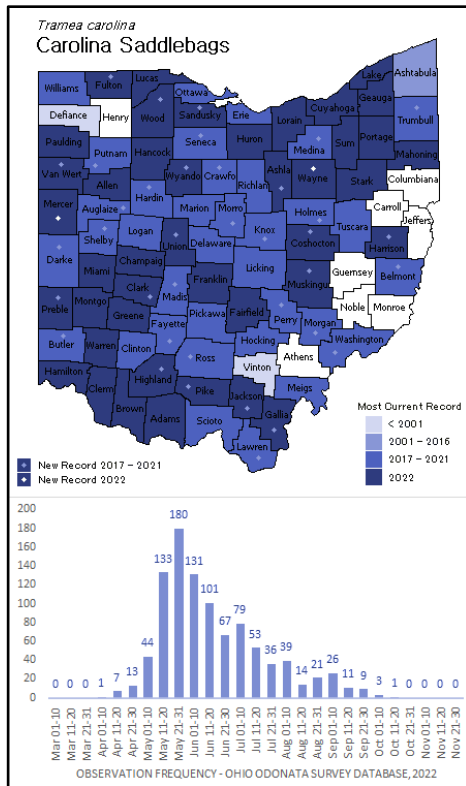 Tramea carolina
Carolina Saddlebags
Williams
Fulton
Lucas
Ottawa
Lake
Ashtabula
Geauga
Defiance
Henry
Wood
Sandusky
Erie
Lorain
Cuyahoga
Trumbull
Paulding
Putnam
Hancock
Seneca
Huron
Medina
Sum
Portage
Mahoning
Van Wert
Allen
Wyando
Crawfo
Richlan
Ashla
Wayne
Stark
Columbiana
Mercer
Auglaize
Hardin
Marion
Morro
Holmes
Carroll
Jeffers
Shelby
Logan
Union
Delaware
Knox
Coshocton
Tuscara
Harrison
Darke
Miami
Champaig
Licking
Muskingu
Guernsey
Belmont
Clark
Madis
Franklin
Preble
Montgo
Greene
Fayette
Pickawa
Fairfield
Perry
Morgan
Noble
Monroe
Butler
Warren
Clinton
Ross
Hocking
Athens
Washington
Hamilton
Clerm
Highland
Vinton
Meigs
Brown
Adams
Pike
Jackson
Gallia
Scioto
Lawren
Most Current Record
< 2001
2001 - 2016
2017 - 2021
2022
New Record 2017 - 2021
New Record 2022
200
180
160
140
120
100
80
60
40
20
0
0 0 0 1 7 13 44 133 180 131 101 67 79 53 36 39 14 21 26 11 9 3 1 0 0 0 0
Mar 01-10
Mar 11-20
Mar 21-31
Apr 01-10
Apr 11-20
Apr 21-30
May 01-10
May 11-20
May 21-31
Jun 01-10
Jun 11-20
Jun 21-30
Jul 01-10
Jul 11-20
Jul 21-31
Aug 01-10
Aug 11-20
Aug 21-31
Sep 01-10
Sep 11-20
Sep 21-30
Oct 01-10
Oct 11-20
Oct 21-31
Nov 01-10
Nov 11-20
Nov 21-30
OBSERVATION FREQUENCY - OHIO ODONATA SURVEY DATABASE, 2022